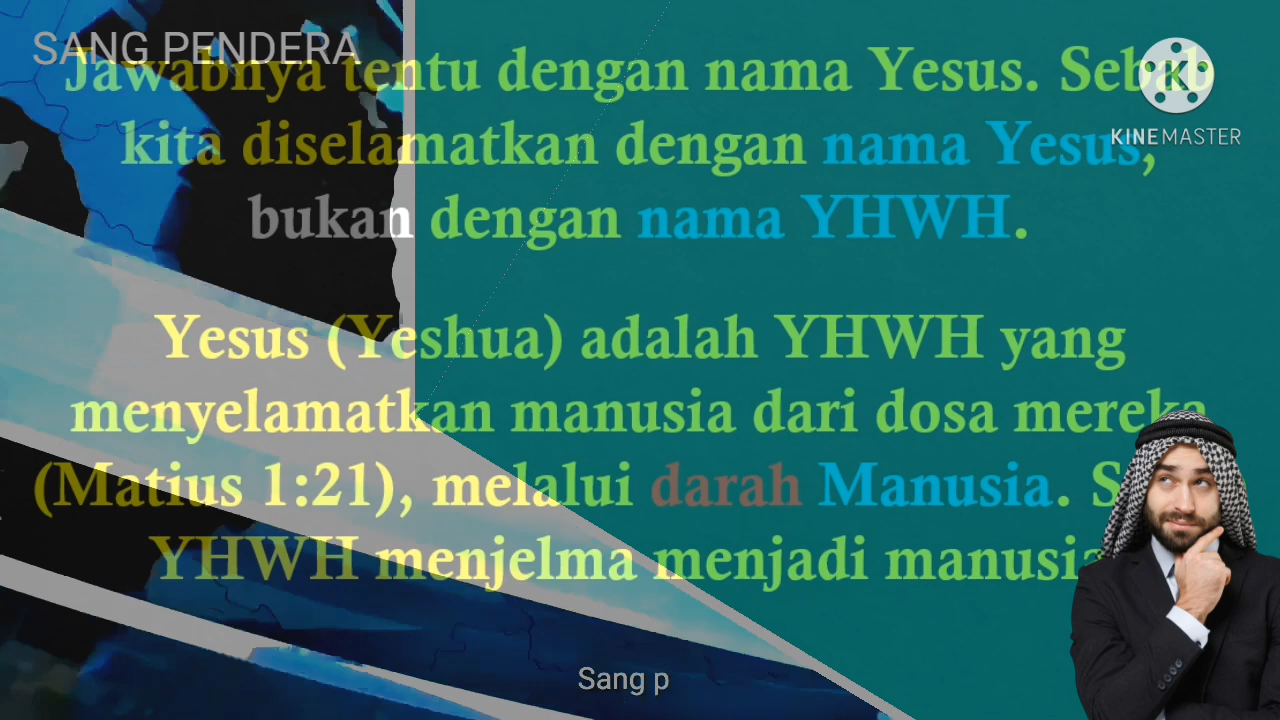 SANG PENDERA
Jawabnya tentu dengan nama Yesus. Sebab
KINEMASTER
kita diselamatkan dengan nama Yesus,
bukan dengan nama YHWH.
Yesus (Yeshua) adalah YHWH yang
menyelamatkan manusia dari dosa mereka
(Matius 1:21), melalui darah Manusia.
YHWH menjelma menjadi manusia
Sang p